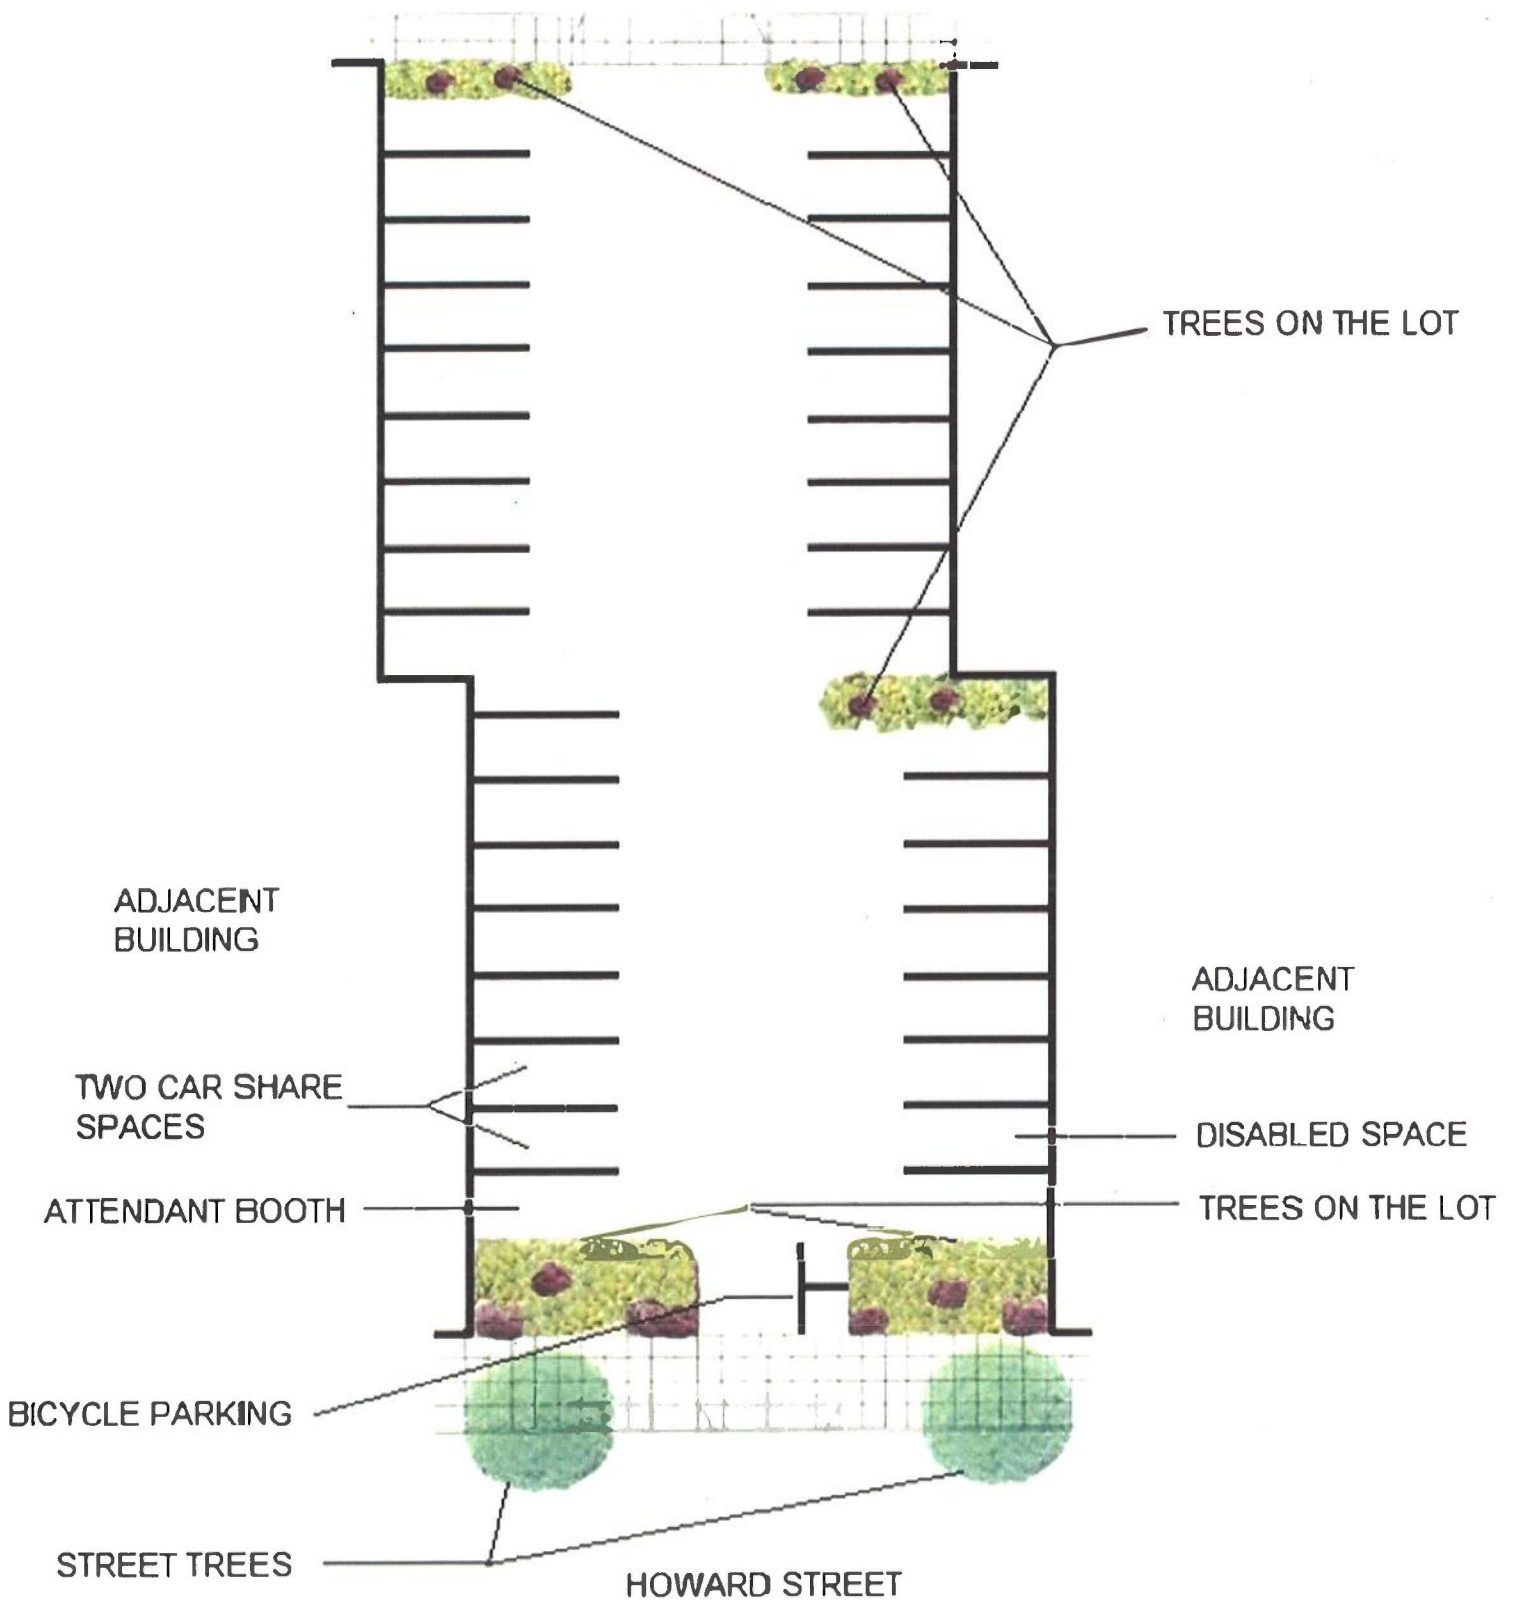 TREES ON THE LOT
ADJACENT
BUILDING
ADJACENT
BUILDING
TWO CAR SHARE
SPACES
DISABLED SPACE
ATTENDANT BOOTH
TREES ON THE LOT
BICYCLE PARKING
STREET TREES
HOWARD STREET